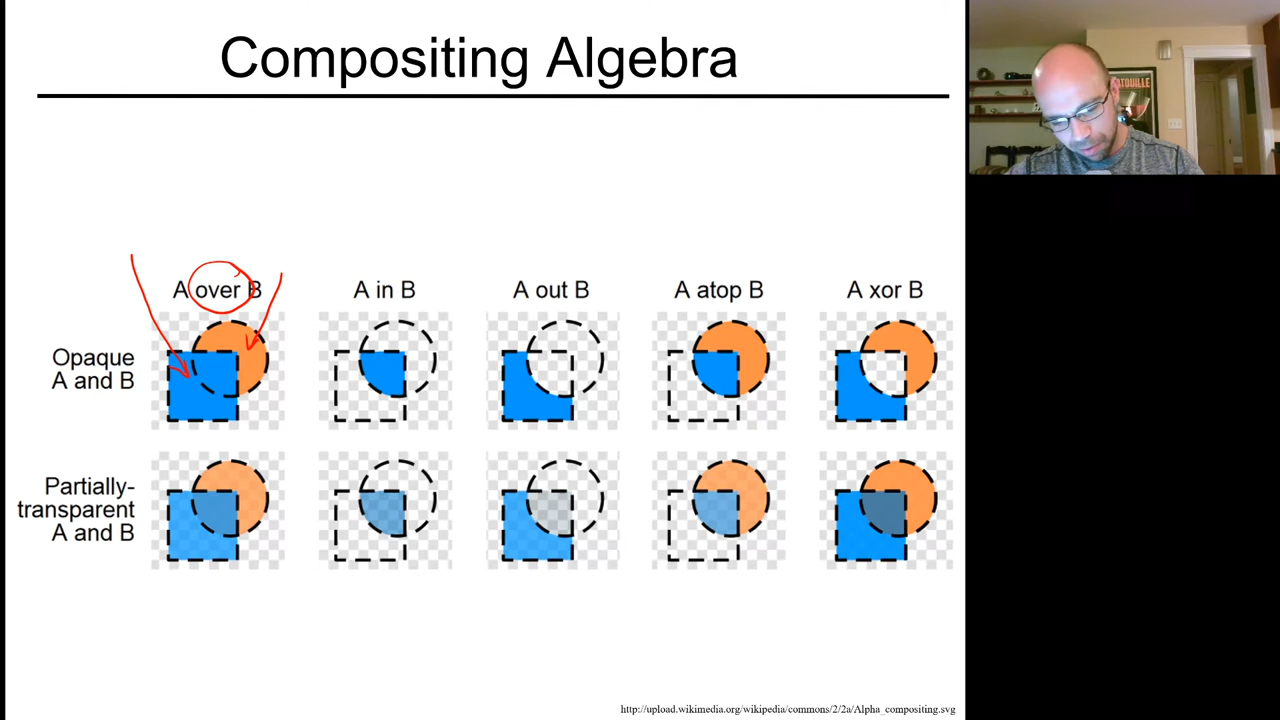 Compositing Algebra
A over B
A in B
A out B
A atop B
A xor B
Opaque
A and B
Partially-
transparent
A and B
http://upload.wikimedia.org/wikipedia/commons/2/2a/Alpha_compositing.svg